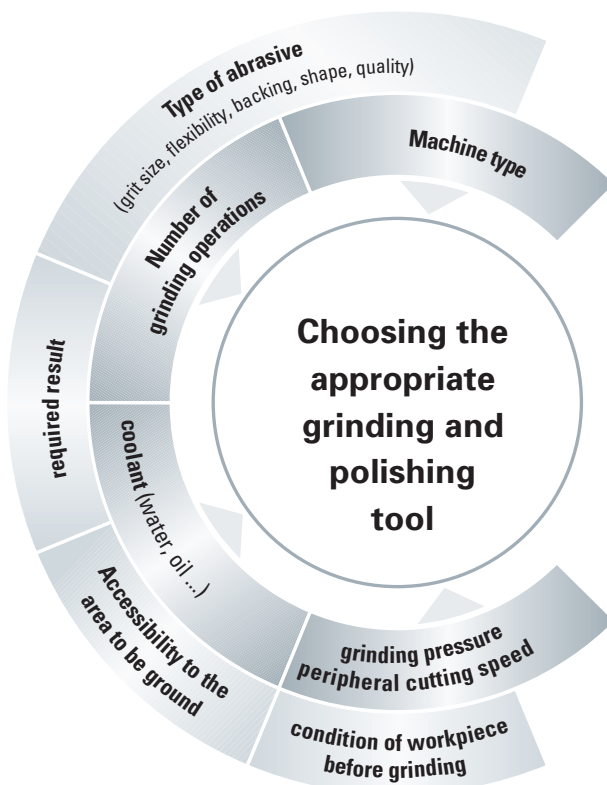 Type of abrasive
(grit size, flexibility, backing, shape, quality)
Machine type
Number of
grinding operations
required result
coolant (water, oil ...)
Accessibility to the
area to be ground
grinding pressure
peripheral cutting speed
condition of workpiece
before grinding
Choosing the
appropriate
grinding and
polishing
tool